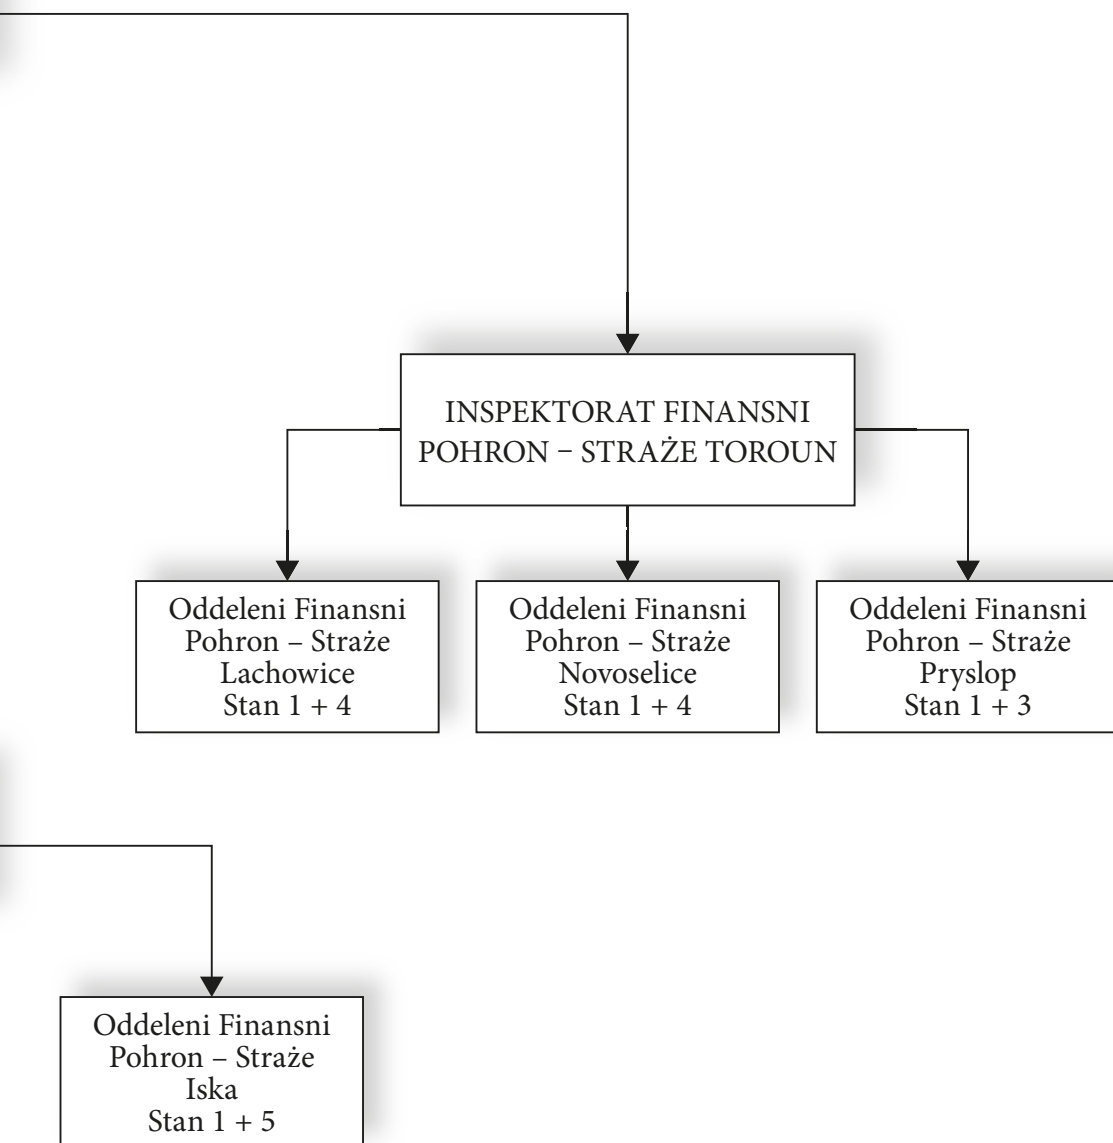 INSPEKTORAT FINANSNI
POHRON – STRAŻE TOROUN
Oddeleni Finansni
Pohron – Straże
Lachowice
Stan 1 + 4
Oddeleni Finansni
Pohron – Straże
Novoselice
Stan 1 + 4
Oddeleni Finansni
Pohron – Straże
Pryslop
Stan 1 + 3
Oddeleni Finansni
Pohron – Straże
Iska
Stan 1 + 5